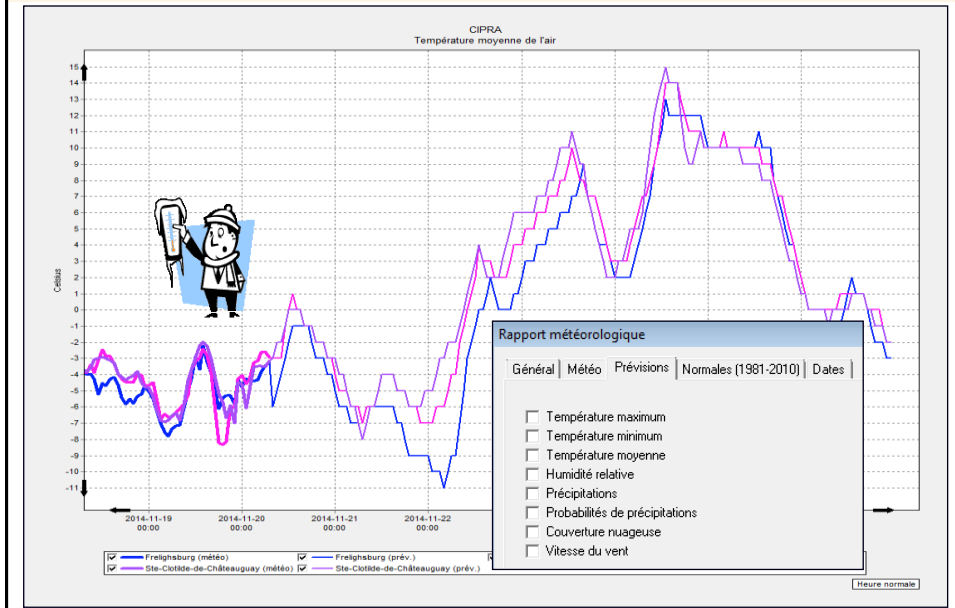 CIPRA
Température moyenne de l'air
15
14
13
12
11
10
9
8
7
6
5
4
3
2
1
0
-1
-2
-3
-4
-5
-6
-7
-8
-9
-10
-11
Celsius
2014-11-19 2014-11-20 2014-11-21 2014-11-22
00:00 00:00 00:00 00:00
Rapport météorologique
Général Météo Prévisions Normales (1981-2010) Dates
Température maximum
Température minimum
Température moyenne
Humidité relative
Précipitations
Probabilités de précipitations
Couverture nuageuse
Vitesse du vent
Frelighsburg (météo) Frelighsburg (prév.)
Ste-Clotilde-de-Châteauguay (météo) Ste-Clotilde-de-Châteauguay (prév.)
Heure normale